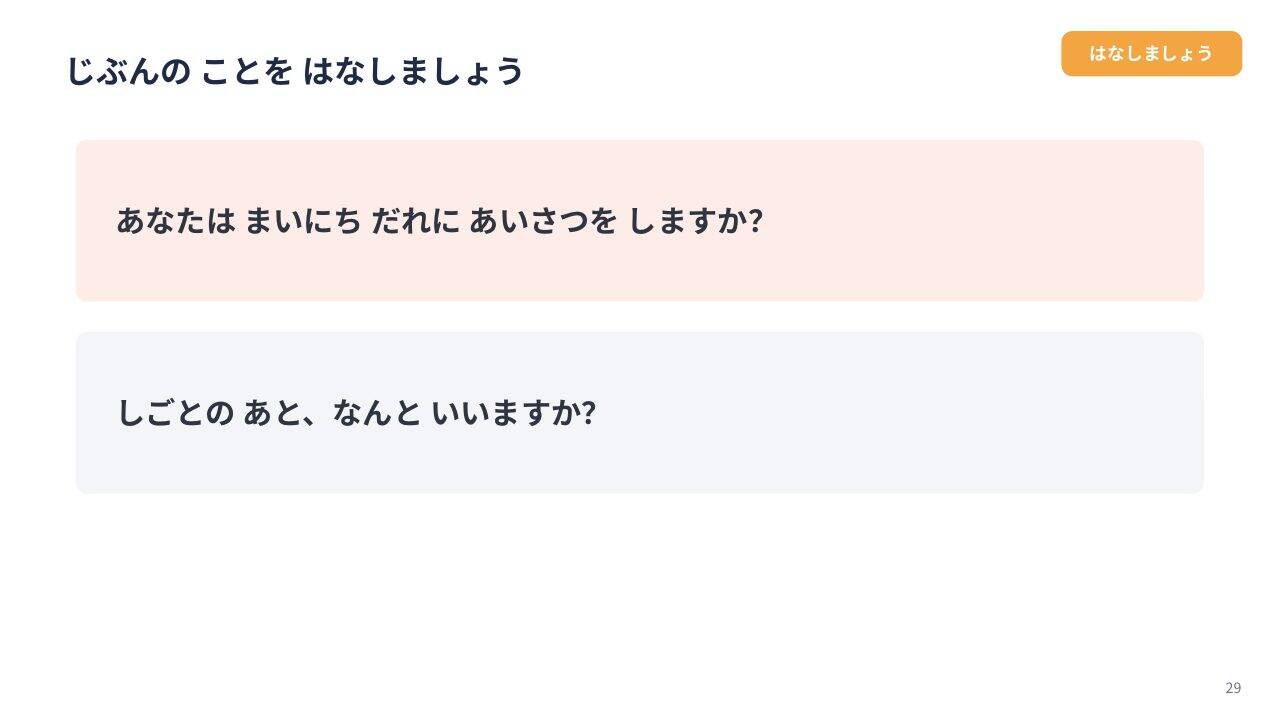 じぶんの ことを はなしましょう
はなしましょう
あなたは まいにち だれに あいさつを しますか?
しごとの あと、なんと いいますか?
29